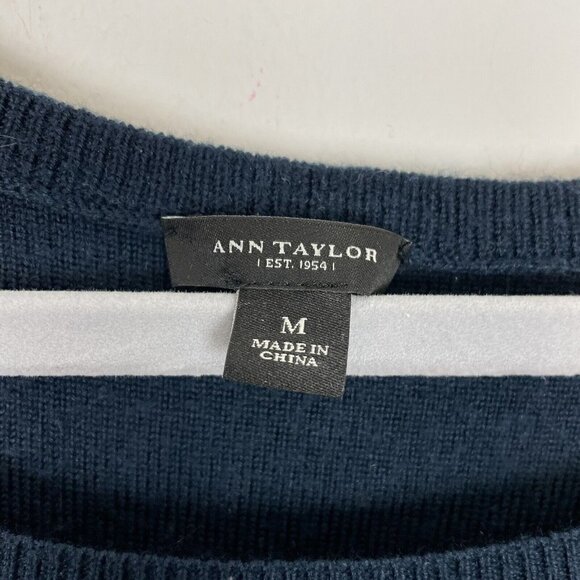 ANN TAYLOR
| EST. 1954 |
M
MADE IN
CHINA